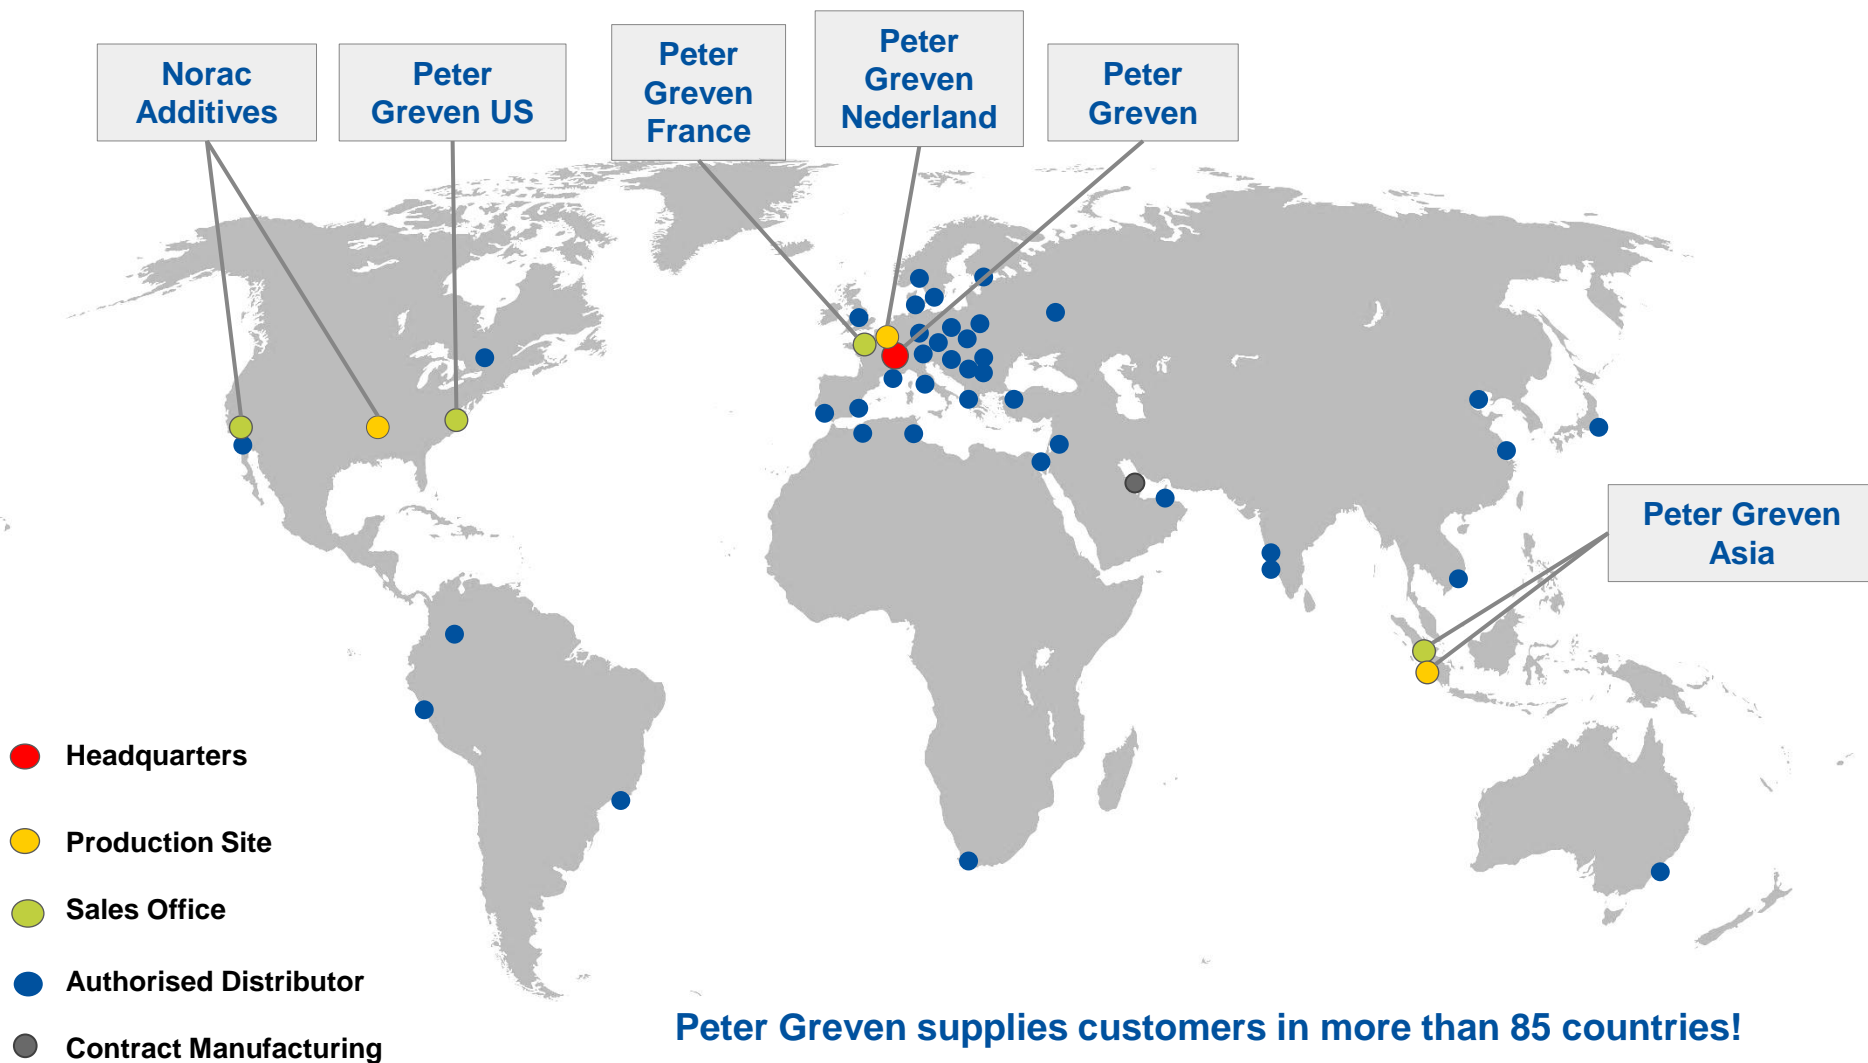 Norac
Additives
Peter
Greven US
Peter
Greven
France
Peter
Greven
Nederland
Peter
Greven
Peter Greven
Asia
Headquarters
Production Site
Sales Office
Authorised Distributor
Contract Manufacturing
Peter Greven supplies customers in more than 85 countries!